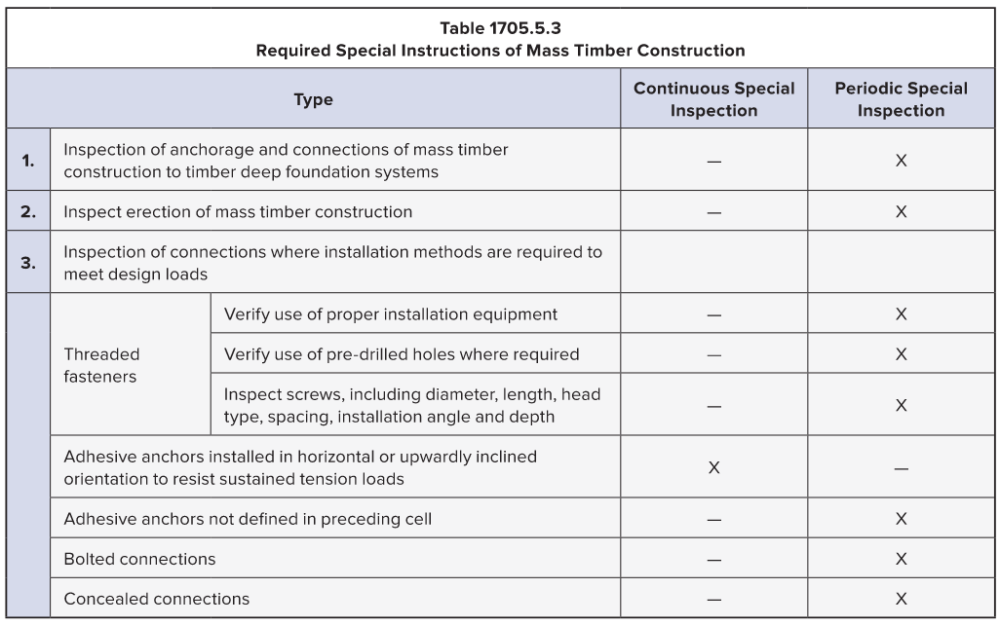 Table 1705.5.3
Required Special Instructions of Mass Timber Construction
Type
Continuous Special
Inspection
Periodic Special
Inspection
1.
Inspection of anchorage and connections of mass timber
construction to timber deep foundation systems
—
X
2.
Inspect erection of mass timber construction
—
X
3.
Inspection of connections where installation methods are required to
meet design loads
Threaded
fasteners
Verify use of proper installation equipment
—
X
Verify use of pre-drilled holes where required
—
X
Inspect screws, including diameter, length, head
type, spacing, installation angle and depth
—
X
Adhesive anchors installed in horizontal or upwardly inclined
orientation to resist sustained tension loads
X
—
Adhesive anchors not defined in preceding cell
—
X
Bolted connections
—
X
Concealed connections
—
X